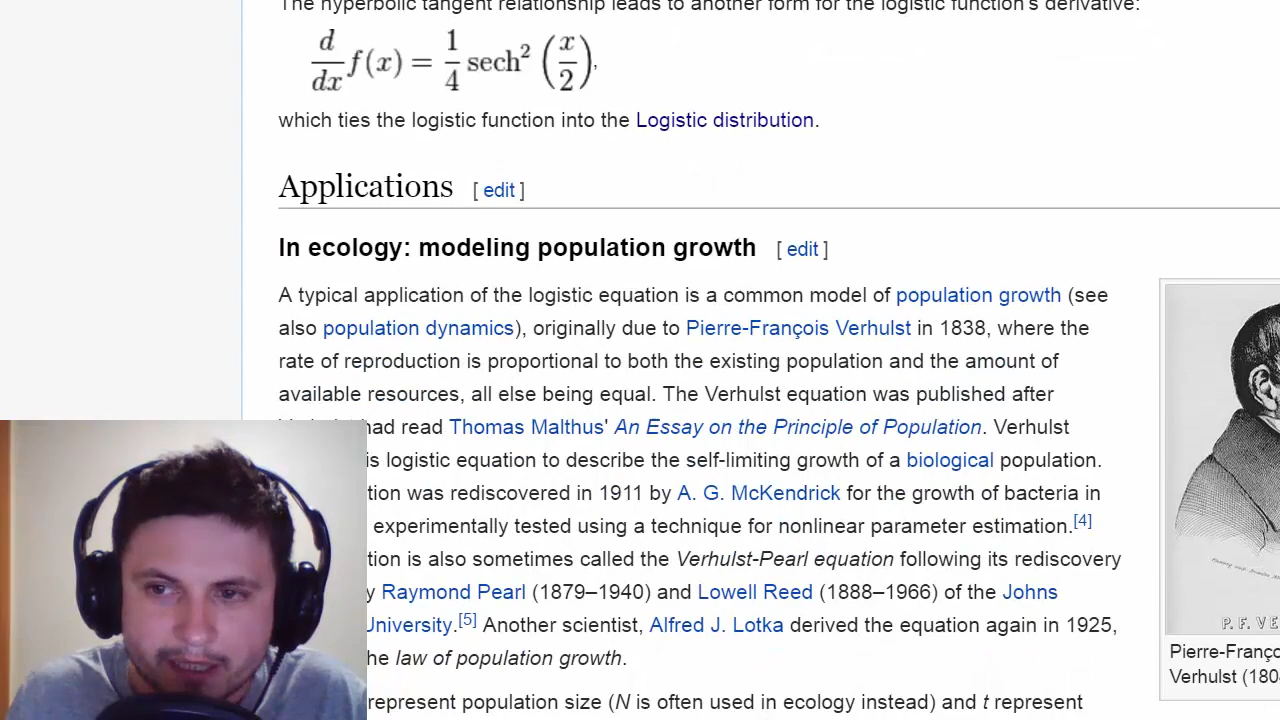 The hyperbolic tangent relationship leads to another form for the logistic function's derivative:
d/dx f(x) = 1/4 sech² (x/2),
which ties the logistic function into the Logistic distribution.
Applications [ edit ]
In ecology: modeling population growth [ edit ]
A typical application of the logistic equation is a common model of population growth (see
also population dynamics), originally due to Pierre-François Verhulst in 1838, where the
rate of reproduction is proportional to both the existing population and the amount of
available resources, all else being equal. The Verhulst equation was published after
had read Thomas Malthus' An Essay on the Principle of Population. Verhulst
is logistic equation to describe the self-limiting growth of a biological population.
tion was rediscovered in 1911 by A. G. McKendrick for the growth of bacteria in
experimentally tested using a technique for nonlinear parameter estimation.[4]
tion is also sometimes called the Verhulst-Pearl equation following its rediscovery
y Raymond Pearl (1879–1940) and Lowell Reed (1888–1966) of the Johns
University.[5] Another scientist, Alfred J. Lotka derived the equation again in 1925,
he law of population growth.
represent population size (N is often used in ecology instead) and t represent
P. F. VE
Pierre-Franço
Verhulst (180